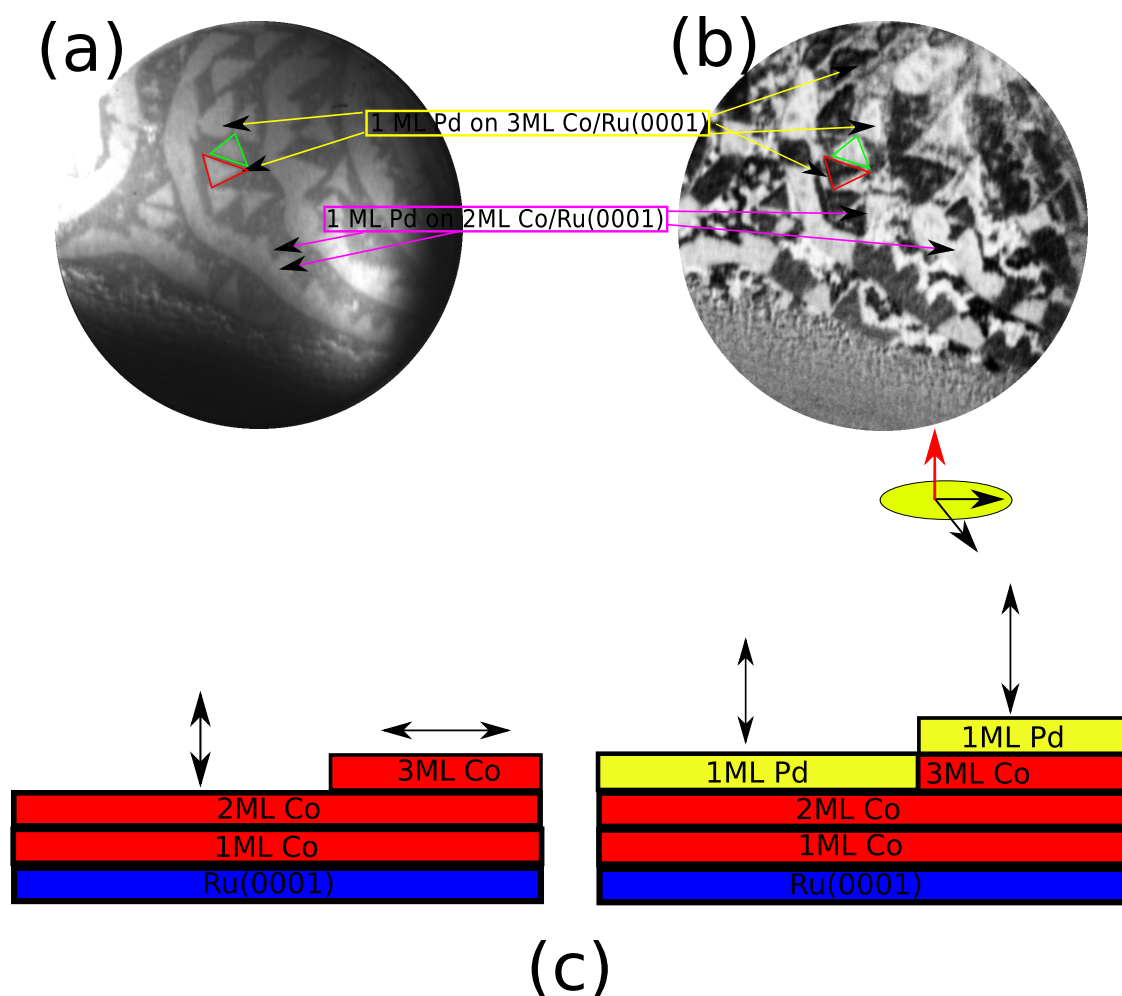 (a)
(b)
1 ML Pd on 3ML Co/Ru(0001)
1 ML Pd on 2ML Co/Ru(0001)
3ML Co
2ML Co
1ML Co
Ru(0001)
1ML Pd
1ML Pd
3ML Co
2ML Co
1ML Co
Ru(0001)
(c)